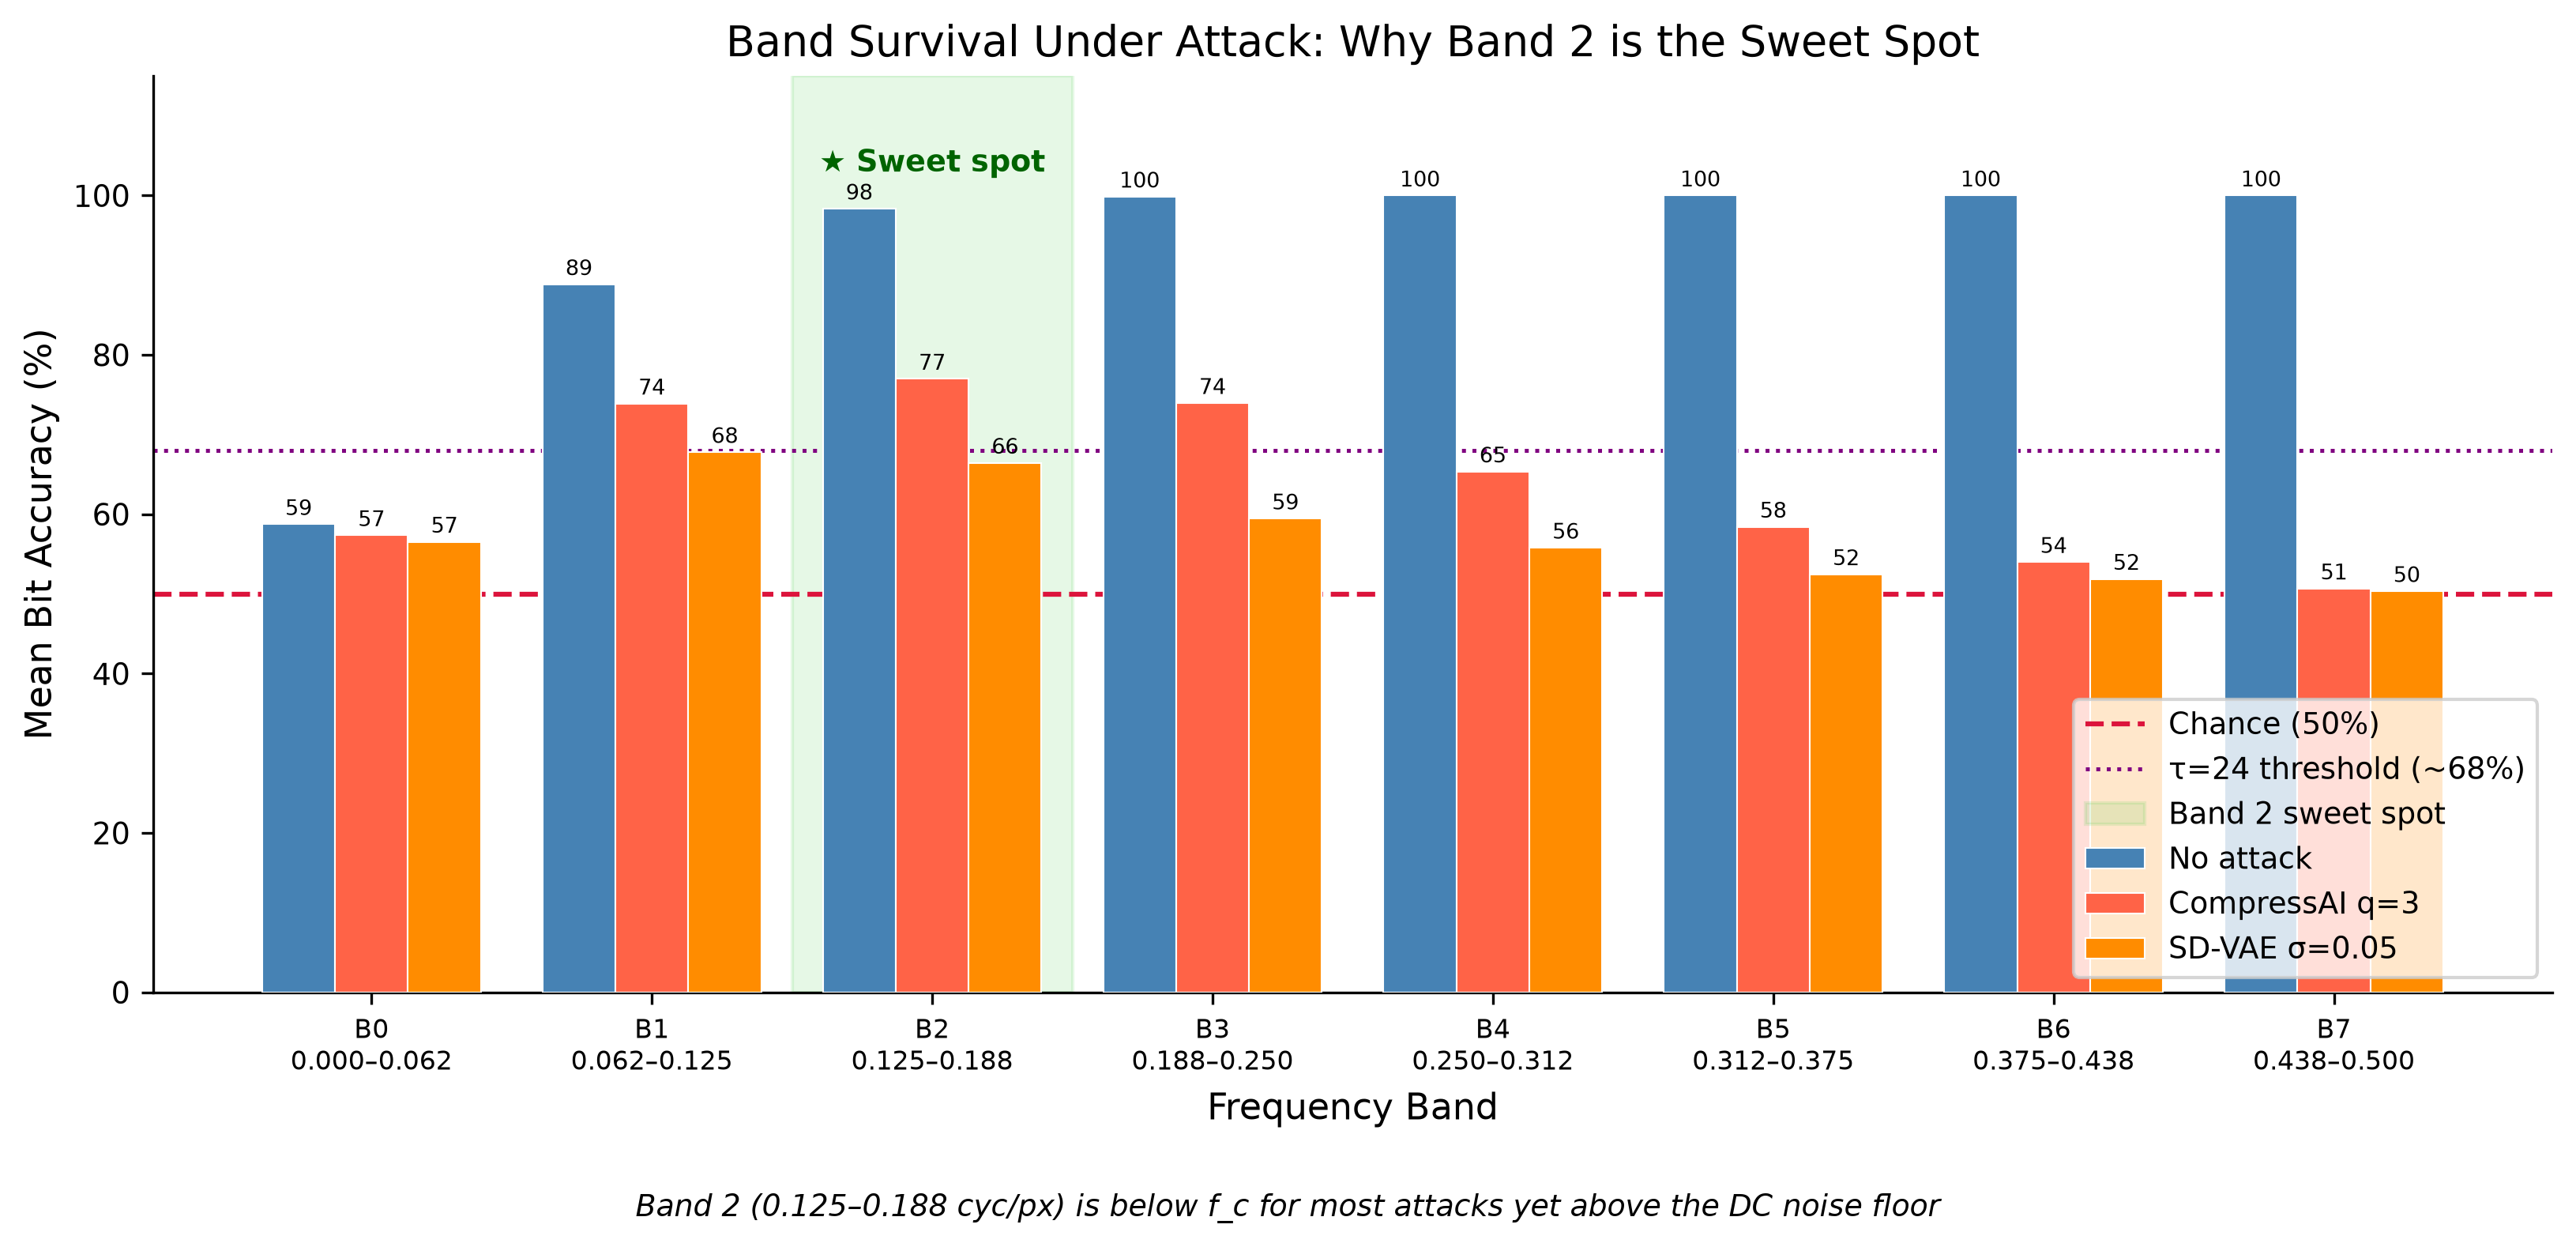 Band Survival Under Attack: Why Band 2 is the Sweet Spot
Mean Bit Accuracy (%)
100
80
60
40
20
0
★ Sweet spot
59
57
57
89
74
68
98
77
66
100
74
59
100
65
56
100
58
52
100
54
52
100
51
50
Chance (50%)
τ=24 threshold (~68%)
Band 2 sweet spot
No attack
CompressAI q=3
SD-VAE σ=0.05
B0
0.000–0.062
B1
0.062–0.125
B2
0.125–0.188
B3
0.188–0.250
B4
0.250–0.312
B5
0.312–0.375
B6
0.375–0.438
B7
0.438–0.500
Frequency Band
Band 2 (0.125–0.188 cyc/px) is below f_c for most attacks yet above the DC noise floor